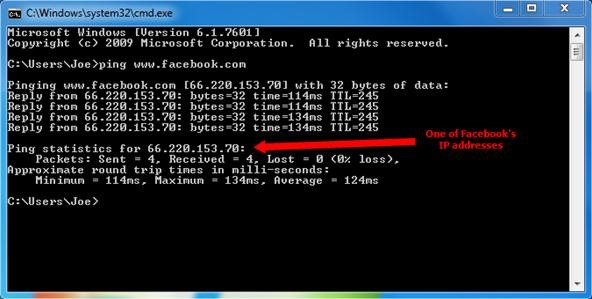 C:\Windows\system32\cmd.exe
Microsoft Windows [Version 6.1.7601]
Copyright (c) 2009 Microsoft Corporation. All rights reserved.
C:\Users\Joe>ping www.facebook.com
Pinging www.facebook.com [66.220.153.70] with 32 bytes of data:
Reply from 66.220.153.70: bytes=32 time=114ms TTL=245
Reply from 66.220.153.70: bytes=32 time=114ms TTL=245
Reply from 66.220.153.70: bytes=32 time=134ms TTL=245
Reply from 66.220.153.70: bytes=32 time=134ms TTL=245
Ping statistics for 66.220.153.70:
Packets: Sent = 4, Received = 4, Lost = 0 (0% loss),
Approximate round trip times in milli-seconds:
Minimum = 114ms, Maximum = 134ms, Average = 124ms
C:\Users\Joe>
One of Facebook's
IP addresses